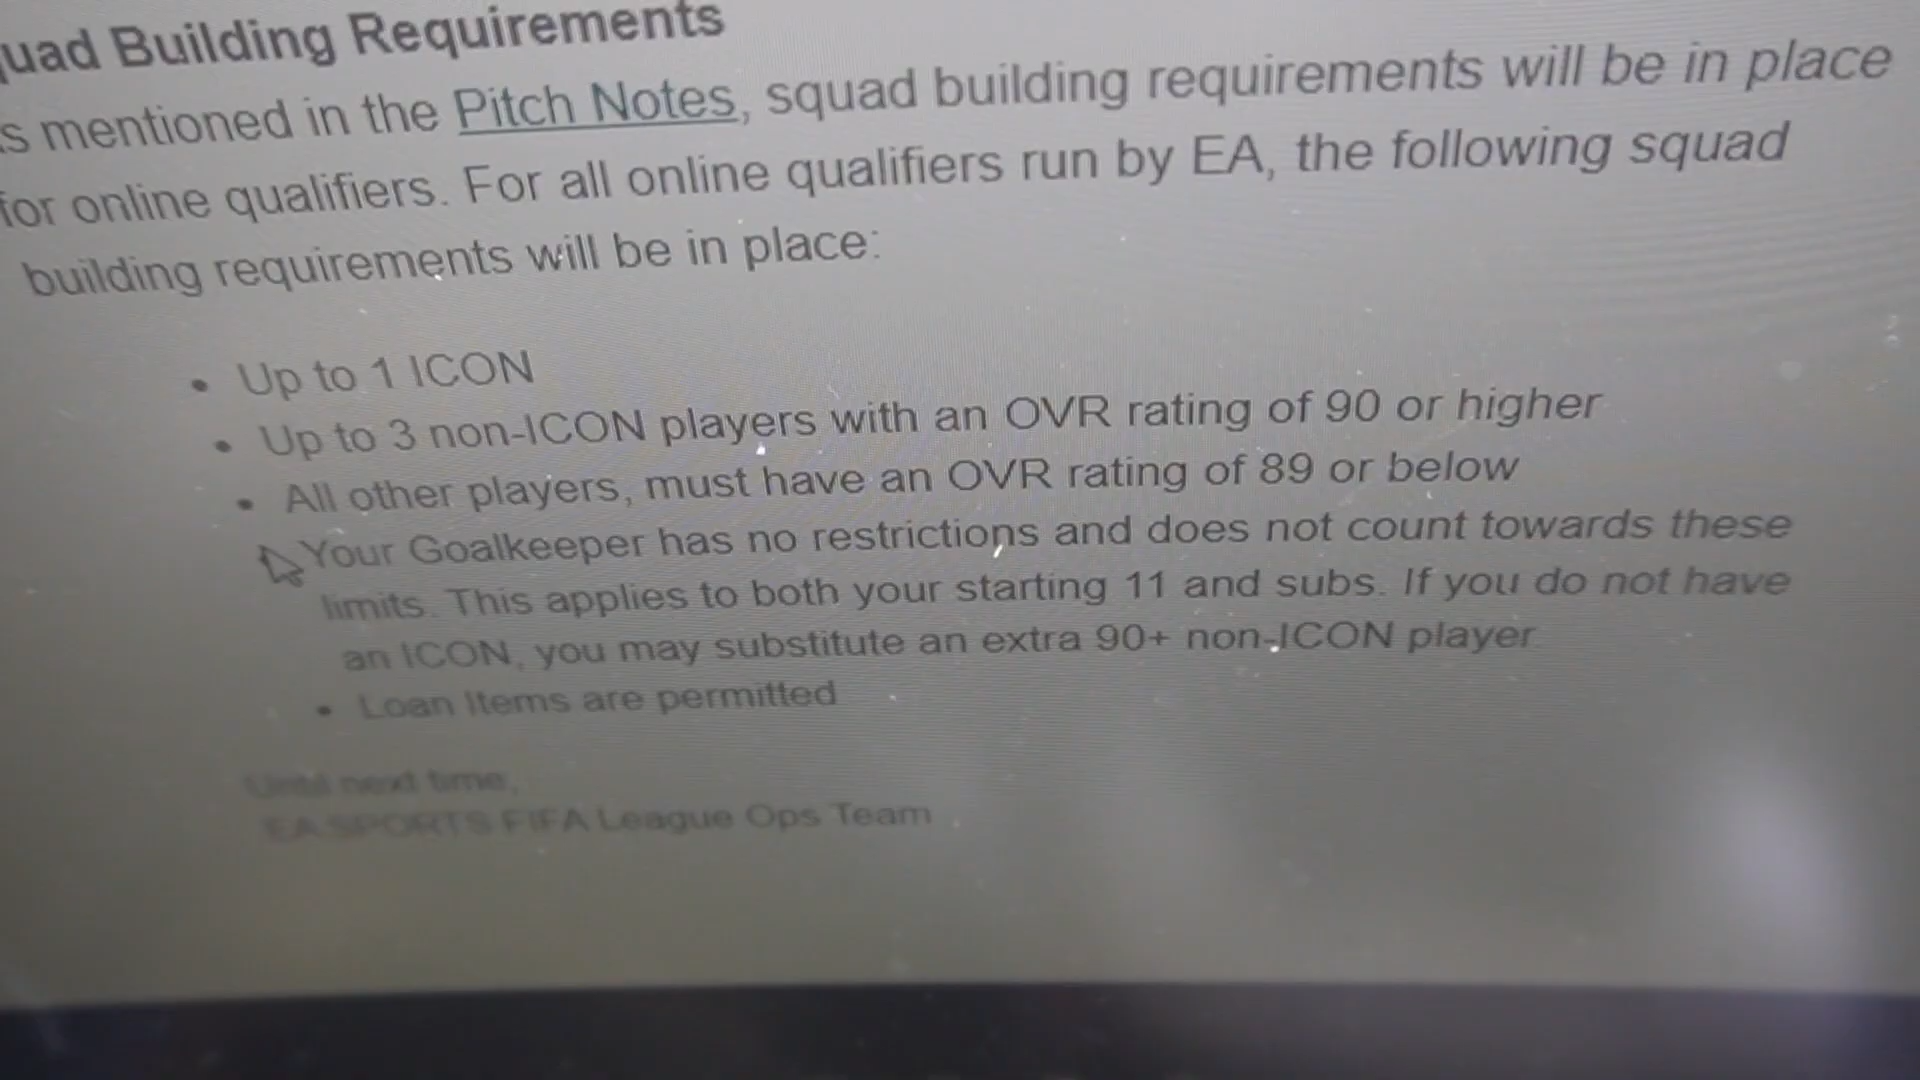 quad Building Requirements
s mentioned in the Pitch Notes, squad building requirements will be in place
for online qualifiers. For all online qualifiers run by EA, the following squad
building requirements will be in place:
• Up to 1 ICON
• Up to 3 non-ICON players with an OVR rating of 90 or higher
• All other players, must have an OVR rating of 89 or below
Your Goalkeeper has no restrictions and does not count towards these
limits. This applies to both your starting 11 and subs. If you do not have
an ICON, you may substitute an extra 90+ non-ICON player
• Loan Items are permitted
Until next time,
EA SPORTS FIFA League Ops Team